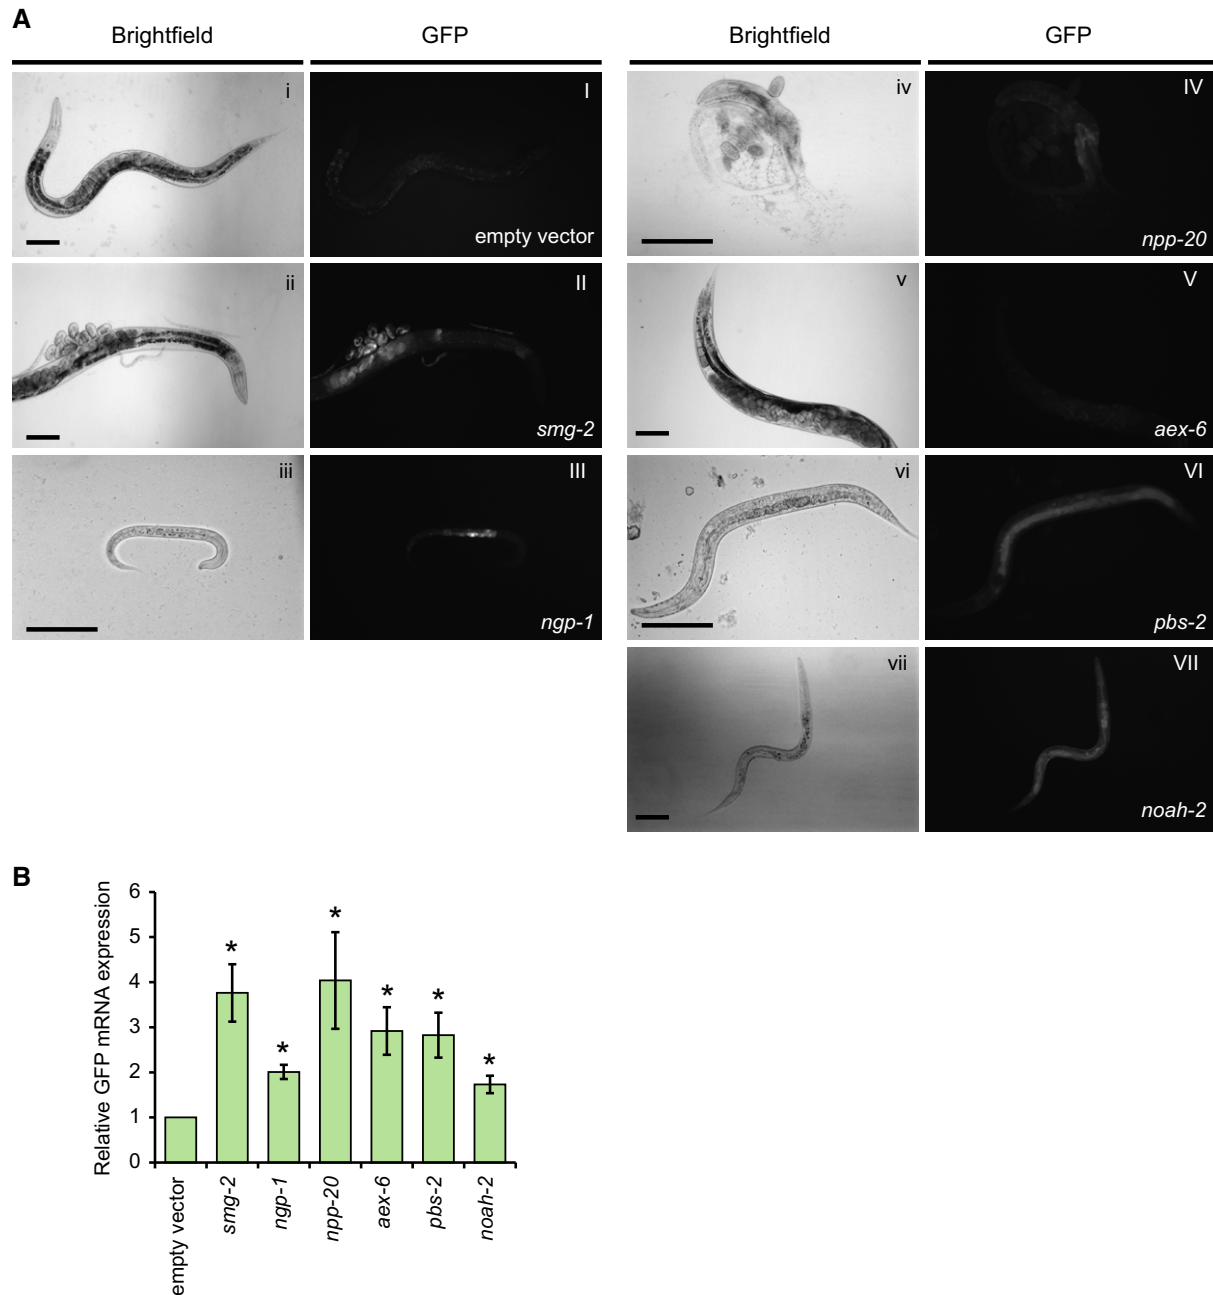 A
Brightfield
GFP
Brightfield
GFP
i
I
empty vector
iv
IV
npp-20
ii
II
smg-2
v
V
aex-6
iii
III
ngp-1
vi
VI
pbs-2
vii
VII
noah-2
B
Relative GFP mRNA expression
6
5
4
3
2
1
0
*
*
*
*
*
*
empty vector
smg-2
ngp-1
npp-20
aex-6
pbs-2
noah-2